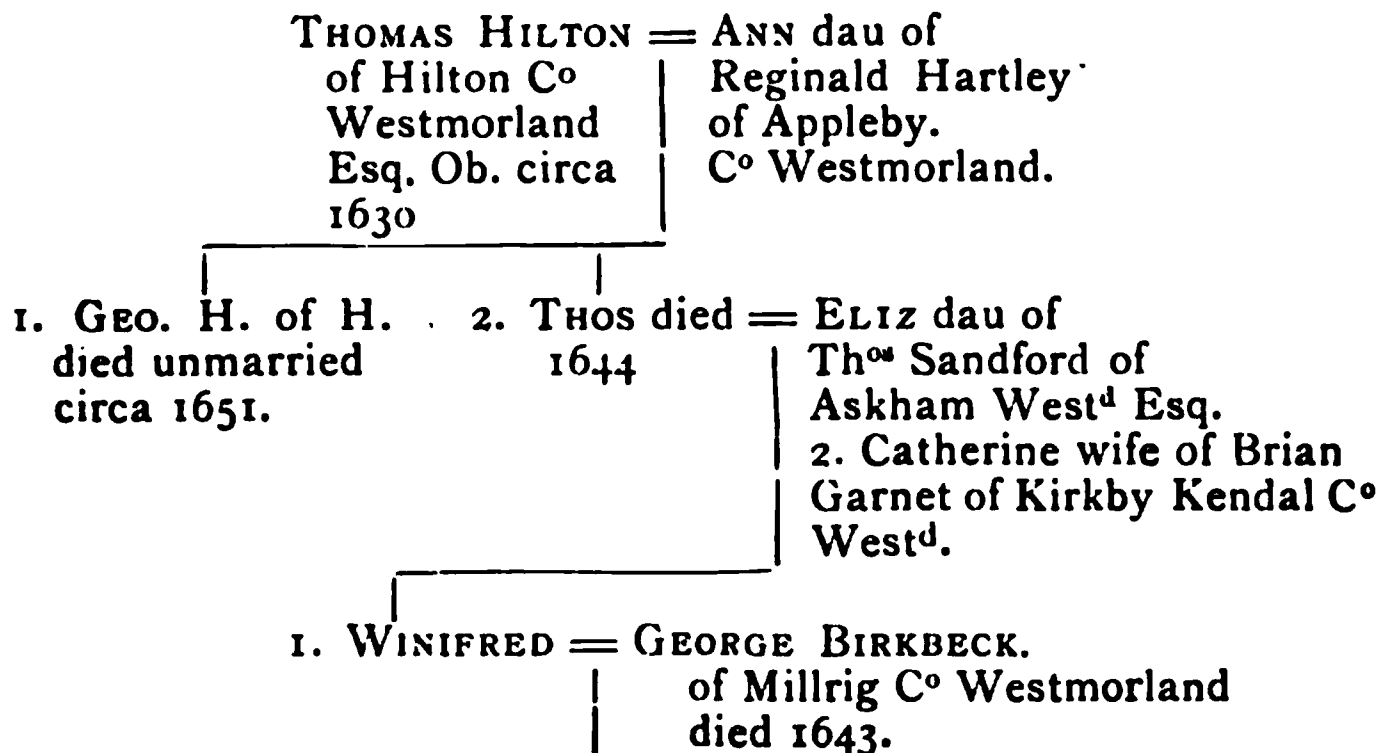 THOMAS HILTON = ANN dau of
of Hilton Cº Reginald Hartley
Westmorland of Appleby.
Esq. Ob. circa Cº Westmorland.
1630
1. GEO. H. of H. 2. THOS died = ELIZ dau of
died unmarried 1644 Thos Sandford of
circa 1651. Askham Westᵈ Esq.
2. Catherine wife of Brian
Garnet of Kirkby Kendal Cº
Westᵈ.
1. WINIFRED = GEORGE BIRKBECK.
of Millrig Cº Westmorland
died 1643.